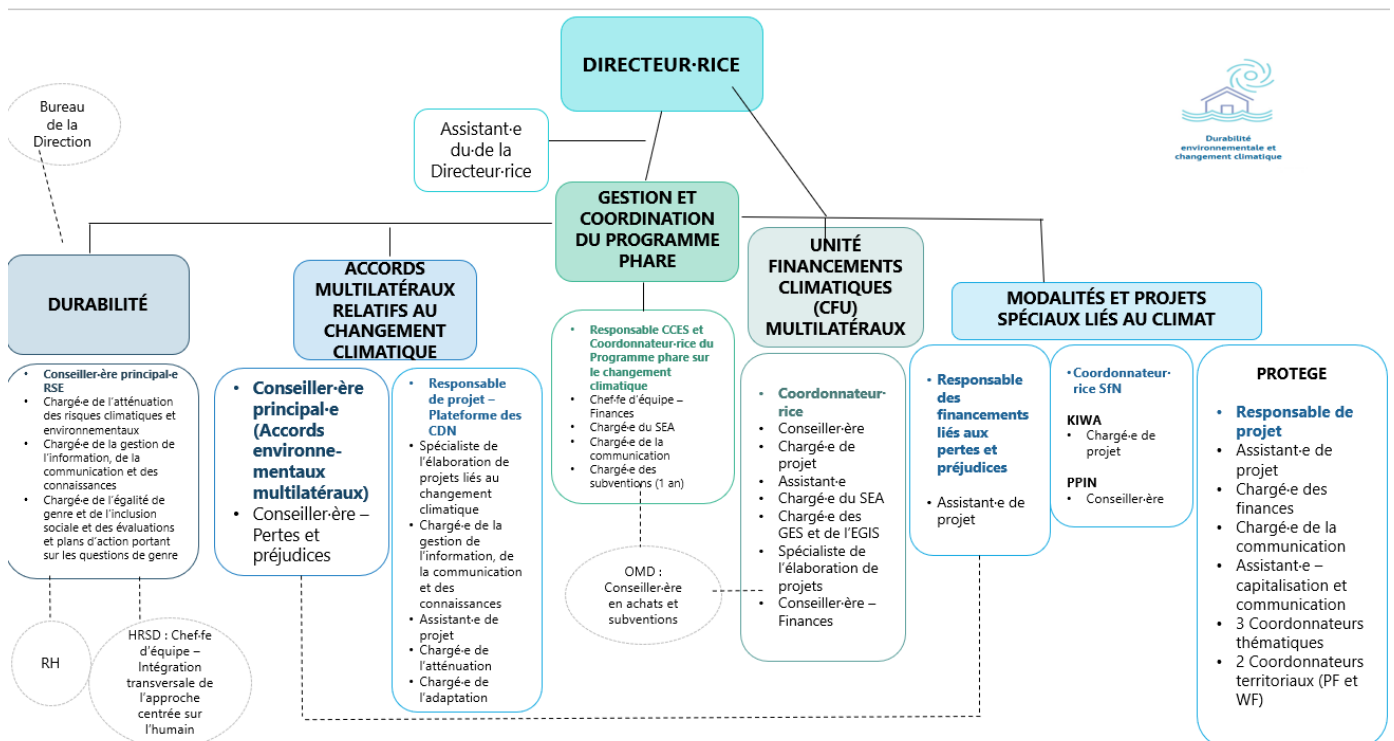 DIRECTEUR·RICE
Bureau
de la
Direction
Assistant·e
du·de la
Directeur·rice
Durabilité
environnementale et
changement climatique
GESTION ET
COORDINATION
DU PROGRAMME
PHARE
DURABILITÉ
ACCORDS
MULTILATÉRAUX
RELATIFS AU
CHANGEMENT
CLIMATIQUE
UNITÉ
FINANCEMENTS
CLIMATIQUES
(CFU)
MULTILATÉRAUX
MODALITÉS ET PROJETS
SPÉCIAUX LIÉS AU CLIMAT
• Conseiller·ère principal·e
RSE
• Chargé·e de l'atténuation
des risques climatiques et
environnementaux
• Chargé·e de la gestion de
l'information, de la
communication et des
connaissances
• Chargé·e de l'égalité de
genre et de l'inclusion
sociale et des évaluations
et plans d'action portant
sur les questions de genre
• Conseiller·ère
principal·e
(Accords
environne-
mentaux
multilatéraux)
• Conseiller·ère –
Pertes et
préjudices
• Responsable
de projet –
Plateforme des
CDN
• Spécialiste de
l'élaboration de
projets liés au
changement
climatique
• Chargé·e de la
gestion de
l'information, de
la communication
et des
connaissances
• Assistant·e de
projet
• Chargé·e de
l'atténuation
• Chargé·e de
l'adaptation
• Responsable CCES et
Coordonnateur·rice du
Programme phare sur
le changement
climatique
• Chef·fe d'équipe –
Finances
• Chargé·e du SEA
• Chargé·e de la
communication
• Chargé·e des
subventions (1 an)
• Coordonnateur·
rice
• Conseiller·ère
• Chargé·e de
projet
• Assistant·e
• Chargé·e du SEA
• Chargé·e des
GES et de l'EGIS
• Spécialiste de
l'élaboration de
projets
• Conseiller·ère –
Finances
• Responsable
des
financements
liés aux
pertes et
préjudices
• Assistant·e de
projet
• Coordonnateur·
rice SfN
KIWA
• Chargé·e de
projet
PPIN
• Conseiller·ère
PROTEGE
• Responsable de
projet
• Assistant·e de
projet
• Chargé·e des
finances
• Chargé·e de la
communication
• Assistant·e –
capitalisation et
communication
• 3 Coordonnateurs
thématiques
• 2 Coordonnateurs
territoriaux (PF et
WF)
OMD :
Conseiller·ère
en achats et
subventions
RH
HRSD : Chef·fe
d'équipe –
Intégration
transversale de
l'approche
centrée sur
l'humain